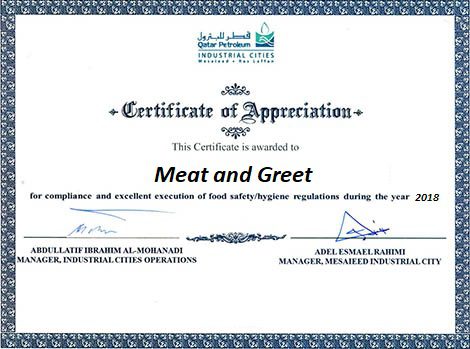 قطر للبترول
Qatar Petroleum
INDUSTRIAL CITIES
Mesaieed • Ras Laffan
Certificate of Appreciation
This Certificate is awarded to
Meat and Greet
for compliance and excellent execution of food safety/hygiene regulations during the year 2018
ABDULLATIF IBRAHIM AL-MOHANADI
MANAGER, INDUSTRIAL CITIES OPERATIONS
ADEL ESMAEL RAHIMI
MANAGER, MESAIEED INDUSTRIAL CITY